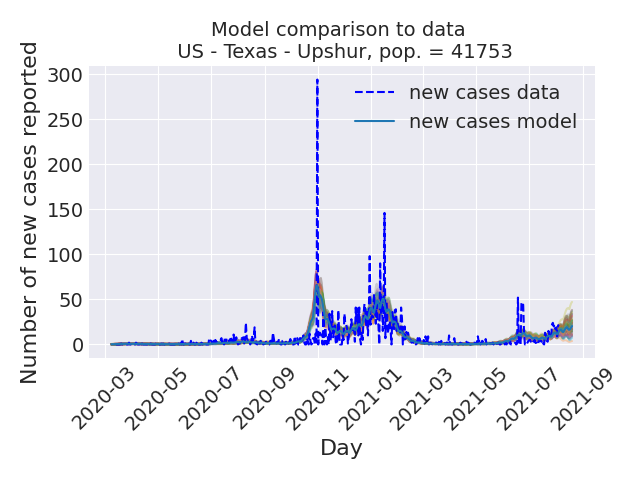 Model comparison to data
US - Texas - Upshur, pop. = 41753
Number of new cases reported
300
250
200
150
100
50
0
new cases data
new cases model
2020-03
2020-05
2020-07
2020-09
2020-11
2021-01
2021-03
2021-05
2021-07
2021-09
Day